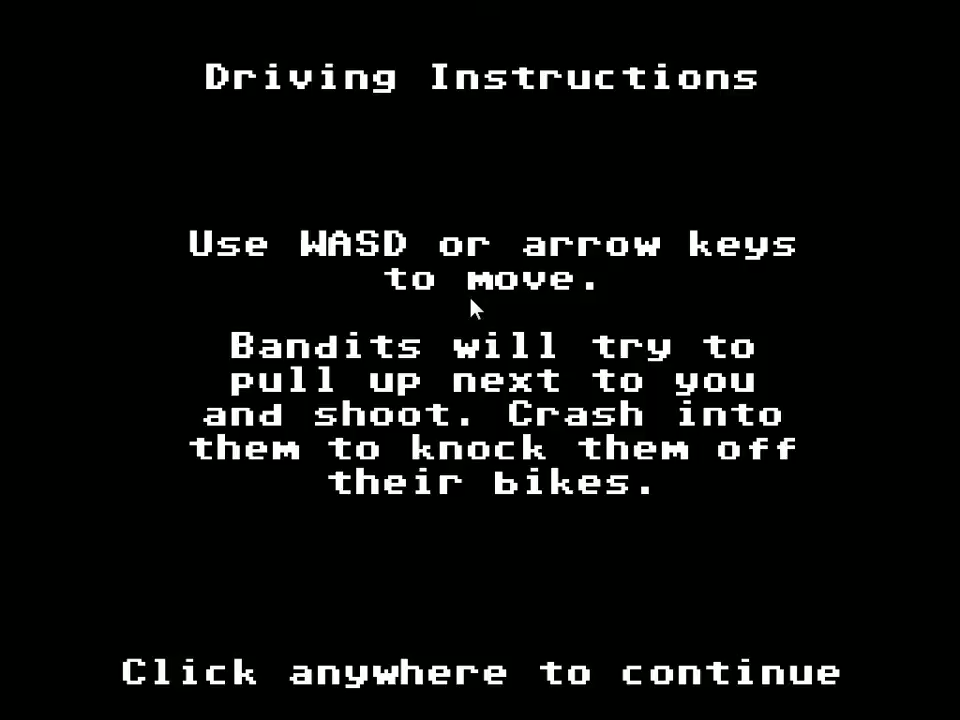 Driving Instructions
Use WASD or arrow keys
to move.
Bandits will try to
pull up next to you
and shoot. Crash into
them to knock them off
their bikes.
Click anywhere to continue